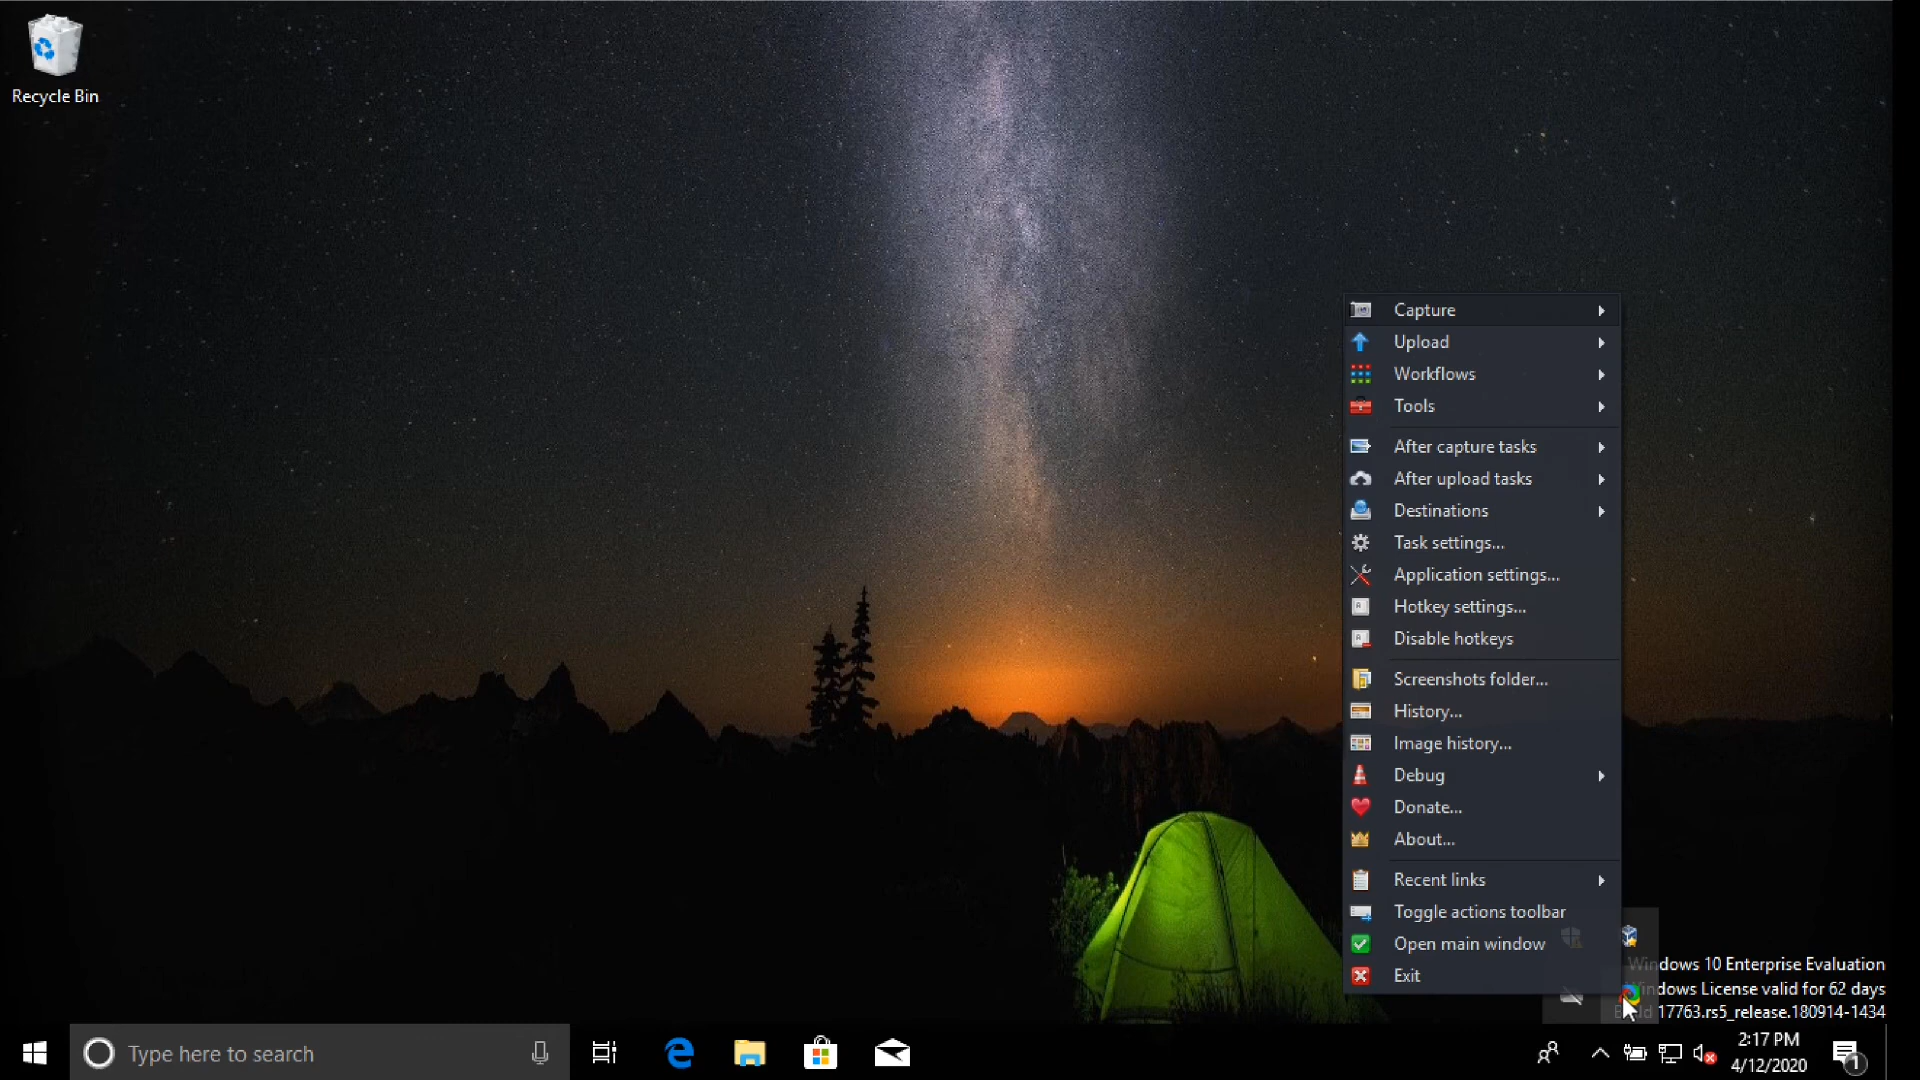 Recycle Bin
Capture
Upload
Workflows
Tools
After capture tasks
After upload tasks
Destinations
Task settings...
Application settings...
Hotkey settings...
Disable hotkeys
Screenshots folder...
History...
Image history...
Debug
Donate...
About...
Recent links
Toggle actions toolbar
Open main window
Exit
Windows 10 Enterprise Evaluation
Windows License valid for 62 days
17763.rs5_release.180914-1434
Type here to search
2:17 PM
4/12/2020
1